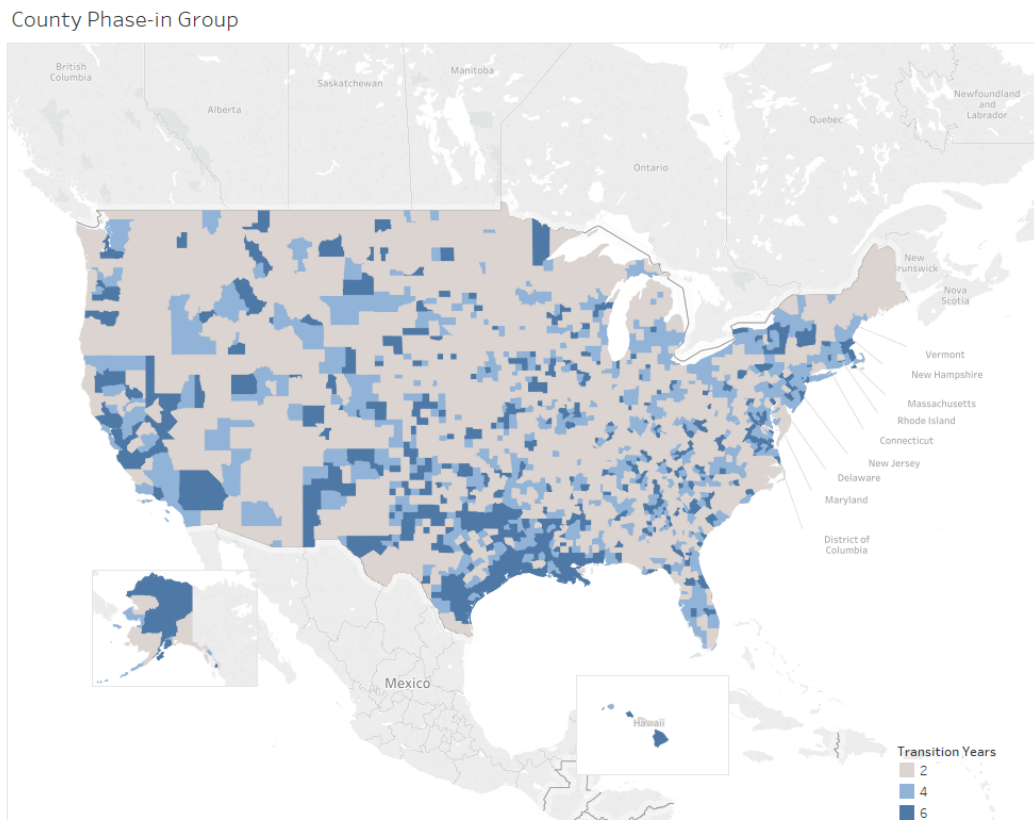 County Phase-in Group
British
Columbia
Alberta
Saskatchewan
Manitoba
Ontario
Quebec
Newfoundland
and
Labrador
New
runswick
Nova
Scotia
Vermont
New Hampshire
Massachusetts
Rhode Island
Connecticut
New Jersey
Delaware
Maryland
District of
Columbia
Mexico
Hawaii
Transition Years
2
4
6